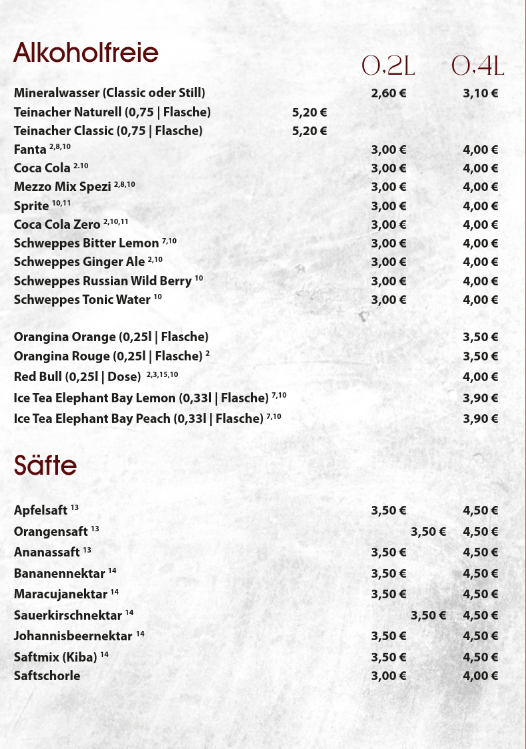 Alkoholfreie 0,2L 0,4L
Mineralwasser (Classic oder Still) 2,60 € 3,10 €
Teinacher Naturell (0,75 | Flasche) 5,20 €
Teinacher Classic (0,75 | Flasche) 5,20 €
Fanta 2,8,10 3,00 € 4,00 €
Coca Cola 2.10 3,00 € 4,00 €
Mezzo Mix Spezi 2,8,10 3,00 € 4,00 €
Sprite 10,11 3,00 € 4,00 €
Coca Cola Zero 2,10,11 3,00 € 4,00 €
Schweppes Bitter Lemon 7,10 3,00 € 4,00 €
Schweppes Ginger Ale 2,10 3,00 € 4,00 €
Schweppes Russian Wild Berry 10 3,00 € 4,00 €
Schweppes Tonic Water 10 3,00 € 4,00 €
Orangina Orange (0,25l | Flasche) 3,50 €
Orangina Rouge (0,25l | Flasche) 2 3,50 €
Red Bull (0,25l | Dose) 2,3,15,10 4,00 €
Ice Tea Elephant Bay Lemon (0,33l | Flasche) 7,10 3,90 €
Ice Tea Elephant Bay Peach (0,33l | Flasche) 7,10 3,90 €
Säfte
Apfelsaft 13 3,50 € 4,50 €
Orangensaft 13 3,50 € 4,50 €
Ananassaft 13 3,50 € 4,50 €
Bananennektar 14 3,50 € 4,50 €
Maracujanektar 14 3,50 € 4,50 €
Sauerkirschnektar 14 3,50 € 4,50 €
Johannisbeernektar 14 3,50 € 4,50 €
Saftmix (Kiba) 14 3,50 € 4,50 €
Saftschorle 3,00 € 4,00 €